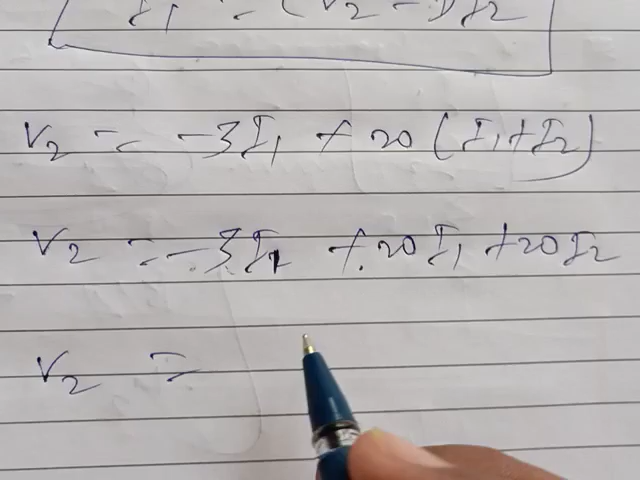 V2 = -3I1 + 20 (I1+I2)
V2 = -3I1 + 20I1 + 20I2
V2 =